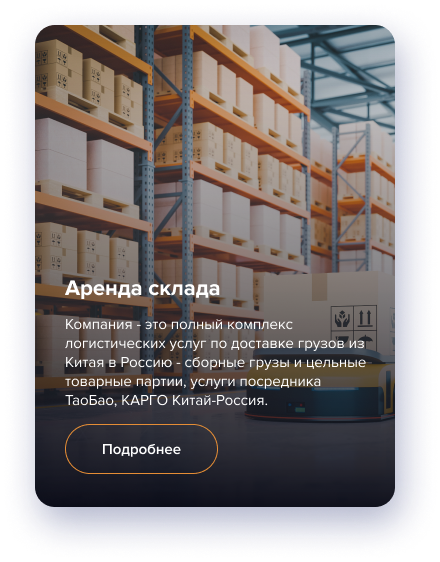 Аренда склада
Компания - это полный комплекс
логистических услуг по доставке грузов из
Китая в Россию - сборные грузы и цельные
товарные партии, услуги посредника
ТаоБао, КАРГО Китай-Россия.
Подробнее